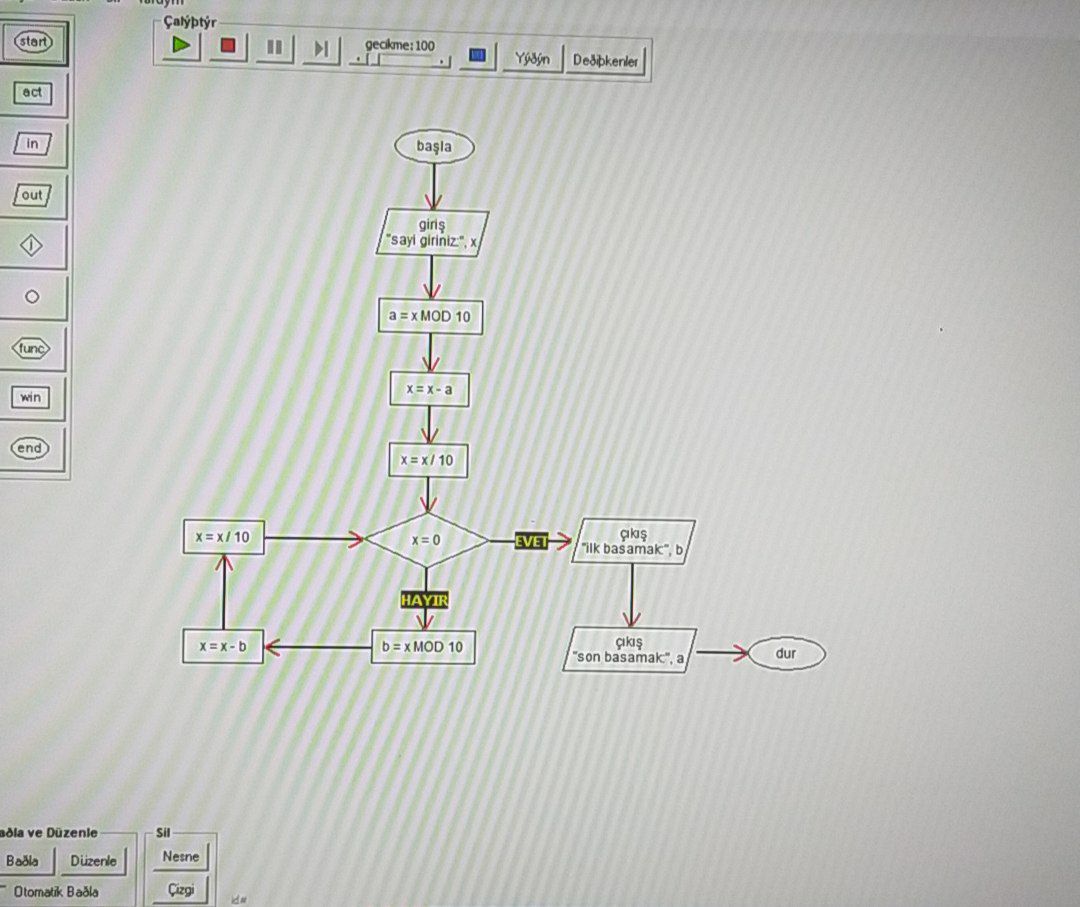 Yardým
Çalýþtýr
gecikme:100
Yýðýn
Deðiþkenler
start
act
in
out
i
func
win
end
başla
giriş
"sayi giriniz:", x
a = x MOD 10
x = x - a
x = x / 10
x = x / 10
x = 0
EVET
çıkış
"ilk basamak:", b
HAYIR
x = x - b
b = x MOD 10
çıkış
"son basamak:", a
dur
aðla ve Düzenle
Baðla
Düzenle
Otomatik Baðla
Sil
Nesne
Çizgi